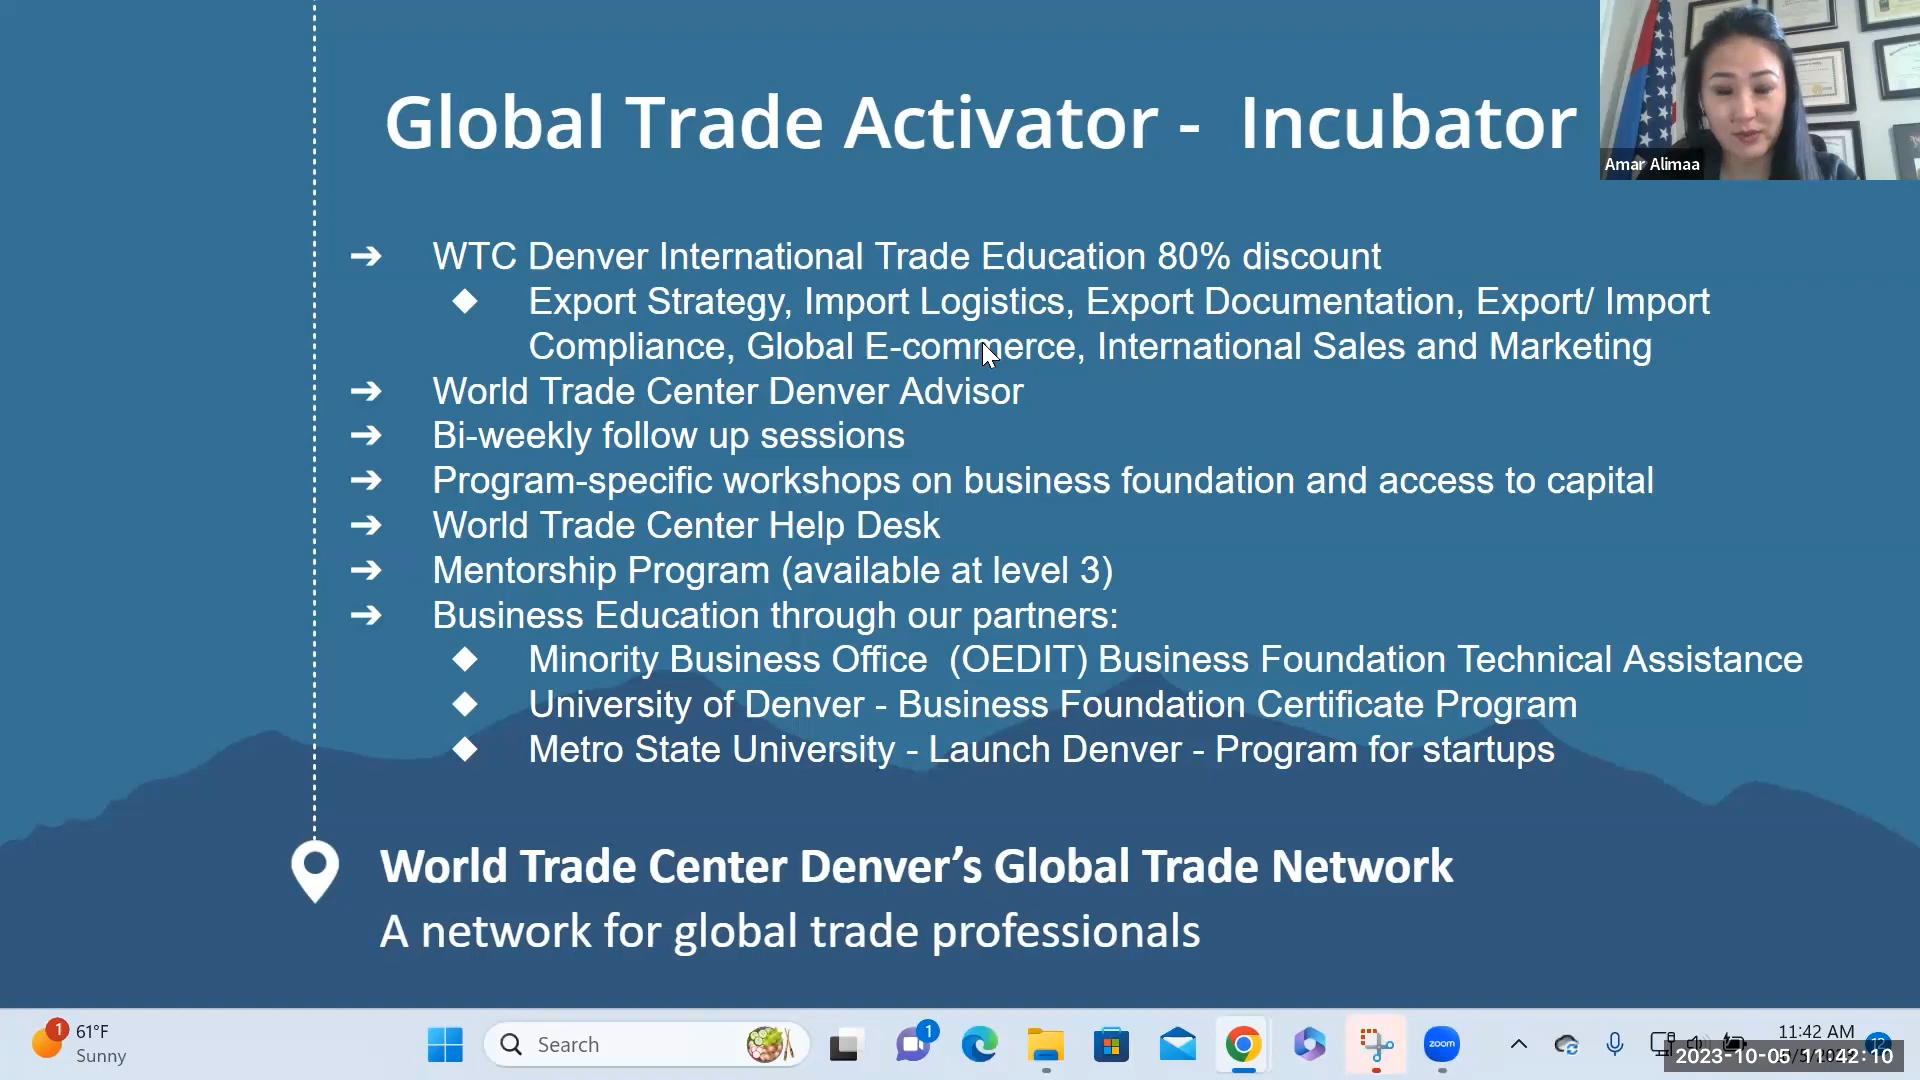 Global Trade Activator - Incubator
Amar Alimaa
➔ WTC Denver International Trade Education 80% discount
◆ Export Strategy, Import Logistics, Export Documentation, Export/ Import
Compliance, Global E-commerce, International Sales and Marketing
➔ World Trade Center Denver Advisor
➔ Bi-weekly follow up sessions
➔ Program-specific workshops on business foundation and access to capital
➔ World Trade Center Help Desk
➔ Mentorship Program (available at level 3)
➔ Business Education through our partners:
◆ Minority Business Office (OEDIT) Business Foundation Technical Assistance
◆ University of Denver - Business Foundation Certificate Program
◆ Metro State University - Launch Denver - Program for startups
World Trade Center Denver’s Global Trade Network
A network for global trade professionals
1
61°F
Sunny
Search
1
zoom
11:42 AM
12
2023-10-05 11:42:10